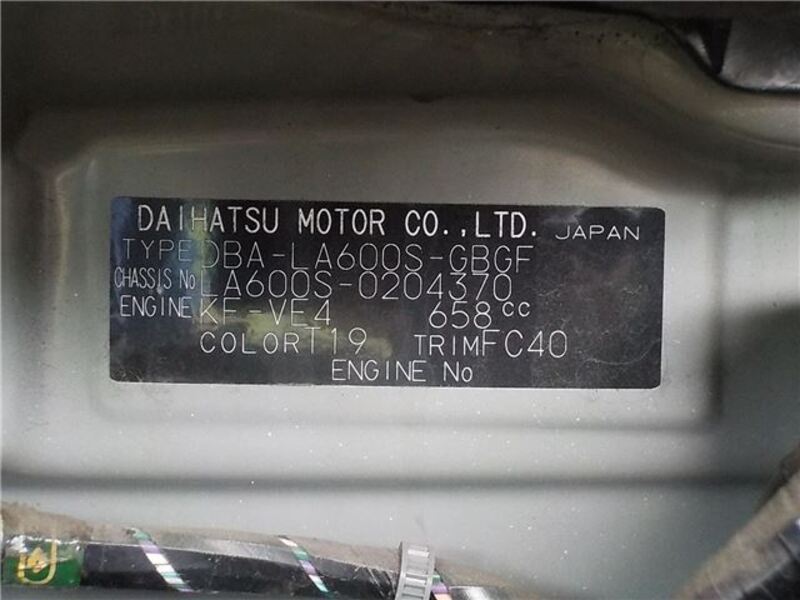 DAIHATSU MOTOR CO.,LTD. JAPAN
TYPE DBA-LA600S-GBGF
CHASSIS No LA600S-0204370
ENGINE KF-VE4 658cc
COLOR T19 TRIM FC40
ENGINE No